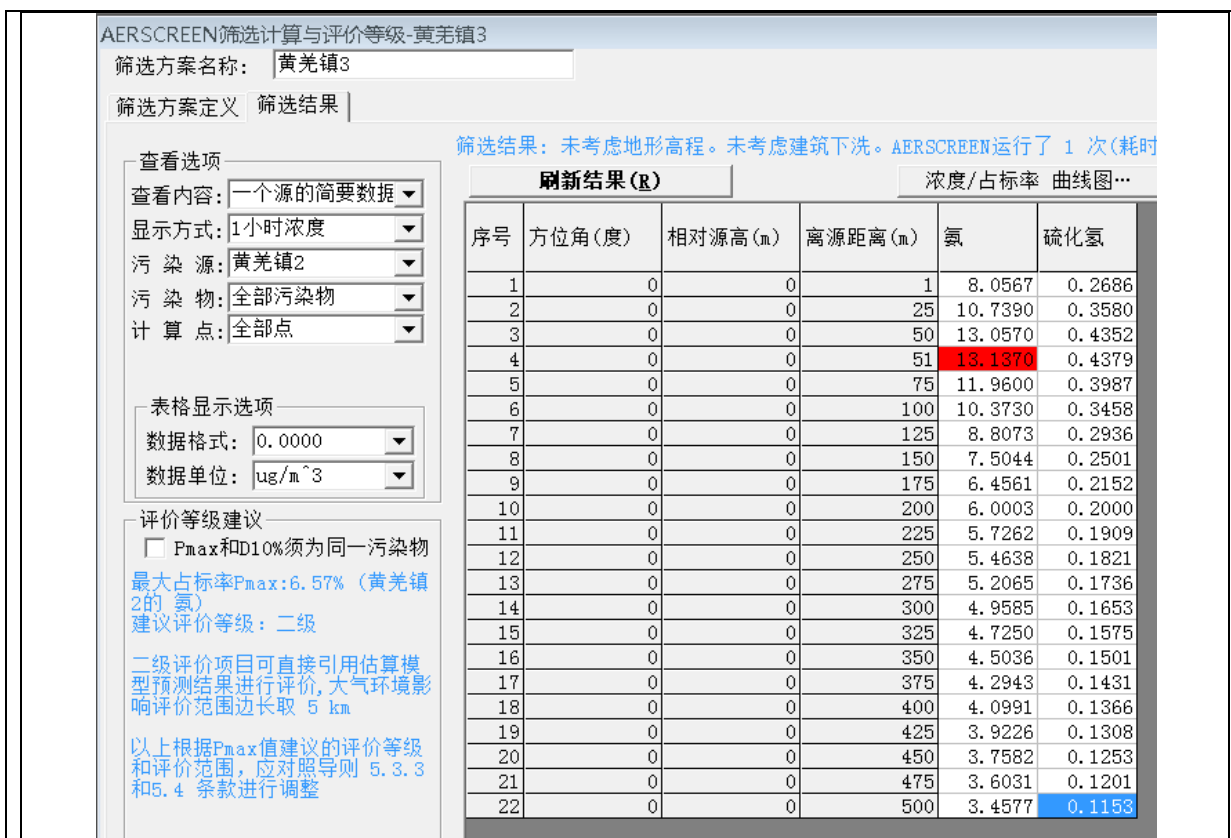 AERSCREEN筛选计算与评价等级-黄羌镇3
筛选方案名称: 黄羌镇3
筛选方案定义 筛选结果
筛选结果: 未考虑地形高程。未考虑建筑下洗。AERSCREEN运行了 1 次(耗时
查看选项
查看内容: 一个源的简要数据
显示方式: 1小时浓度
污 染 源: 黄羌镇2
污 染 物: 全部污染物
计 算 点: 全部点
表格显示选项
数据格式: 0.0000
数据单位: ug/m^3
评价等级建议
Pmax和D10%须为同一污染物
最大占标率Pmax:6.57% (黄羌镇
2的 氨)
建议评价等级: 二级
二级评价项目可直接引用估算模
型预测结果进行评价,大气环境影
响评价范围边长取 5 km
以上根据Pmax值建议的评价等级
和评价范围, 应对照导则 5.3.3
和5.4 条款进行调整
刷新结果(R) 浓度/占标率 曲线图…
序号 方位角(度) 相对源高(m) 离源距离(m) 氨 硫化氢
1 0 0 1 8.0567 0.2686
2 0 0 25 10.7390 0.3580
3 0 0 50 13.0570 0.4352
4 0 0 51 13.1370 0.4379
5 0 0 75 11.9600 0.3987
6 0 0 100 10.3730 0.3458
7 0 0 125 8.8073 0.2936
8 0 0 150 7.5044 0.2501
9 0 0 175 6.4561 0.2152
10 0 0 200 6.0003 0.2000
11 0 0 225 5.7262 0.1909
12 0 0 250 5.4638 0.1821
13 0 0 275 5.2065 0.1736
14 0 0 300 4.9585 0.1653
15 0 0 325 4.7250 0.1575
16 0 0 350 4.5036 0.1501
17 0 0 375 4.2943 0.1431
18 0 0 400 4.0991 0.1366
19 0 0 425 3.9226 0.1308
20 0 0 450 3.7582 0.1253
21 0 0 475 3.6031 0.1201
22 0 0 500 3.4577 0.1153